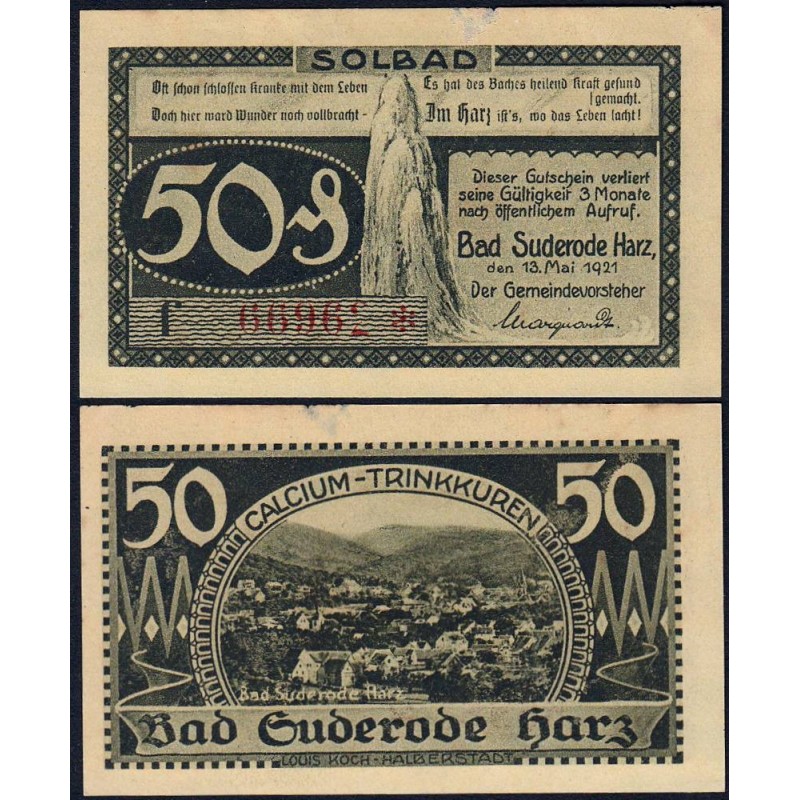 SOLBAD
Oft schon schlossen Kranke mit dem Leben
Doch hier ward Wunder noch vollbracht -
Es hat des Baches heilend Kraft gesund
[gemacht.
Im Harz ist's, wo das Leben lacht!
50 ₰
Dieser Gutschein verliert
seine Gültigkeit 3 Monate
nach öffentlichem Aufruf.
Bad Suderode Harz,
den 13. Mai 1921
Der Gemeindevorsteher
Marquardt.
f 66962 *
50 50
CALCIUM-TRINKKUREN
Bad Suderode Harz
Bad Suderode Harz
LOUIS KOCH - HALBERSTADT